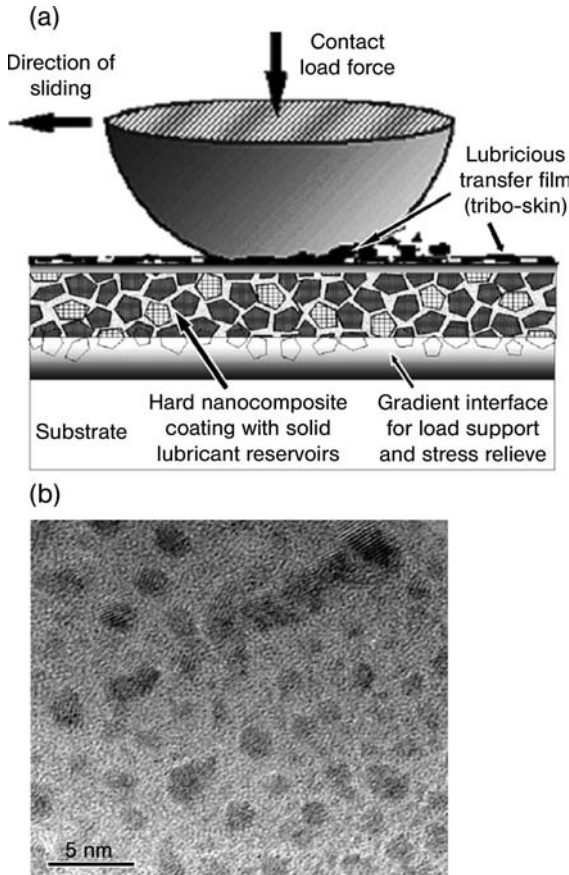 (a)
Contact
load force
Direction of
sliding
Lubricious
transfer film
(tribo-skin)
Substrate
Hard nanocomposite
coating with solid
lubricant reservoirs
Gradient interface
for load support
and stress relieve
(b)
5 nm